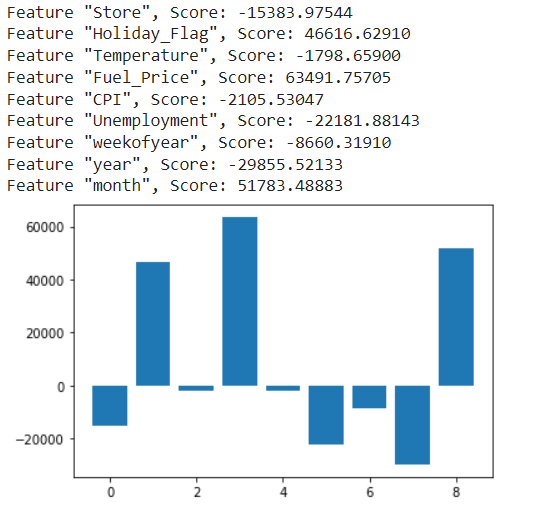 Feature "Store", Score: -15383.97544
Feature "Holiday_Flag", Score: 46616.62910
Feature "Temperature", Score: -1798.65900
Feature "Fuel_Price", Score: 63491.75705
Feature "CPI", Score: -2105.53047
Feature "Unemployment", Score: -22181.88143
Feature "weekofyear", Score: -8660.31910
Feature "year", Score: -29855.52133
Feature "month", Score: 51783.48883
60000
40000
20000
0
−20000
0 2 4 6 8